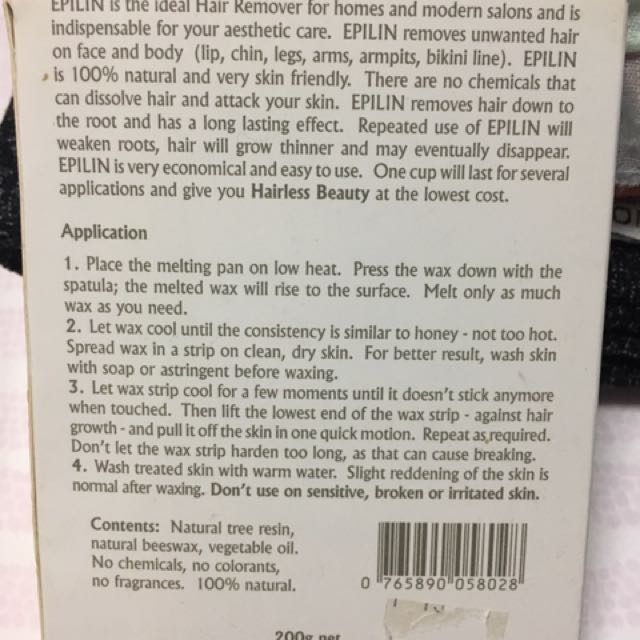 EPILIN is the ideal Hair Remover for homes and modern salons and is
indispensable for your aesthetic care. EPILIN removes unwanted hair
on face and body (lip, chin, legs, arms, armpits, bikini line). EPILIN
is 100% natural and very skin friendly. There are no chemicals that
can dissolve hair and attack your skin. EPILIN removes hair down to
the root and has a long lasting effect. Repeated use of EPILIN will
weaken roots, hair will grow thinner and may eventually disappear.
EPILIN is very economical and easy to use. One cup will last for several
applications and give you Hairless Beauty at the lowest cost.
Application
1. Place the melting pan on low heat. Press the wax down with the
spatula; the melted wax will rise to the surface. Melt only as much
wax as you need.
2. Let wax cool until the consistency is similar to honey - not too hot.
Spread wax in a strip on clean, dry skin. For better result, wash skin
with soap or astringent before waxing.
3. Let wax strip cool for a few moments until it doesn't stick anymore
when touched. Then lift the lowest end of the wax strip - against hair
growth - and pull it off the skin in one quick motion. Repeat as required.
Don't let the wax strip harden too long, as that can cause breaking.
4. Wash treated skin with warm water. Slight reddening of the skin is
normal after waxing. Don't use on sensitive, broken or irritated skin.
Contents: Natural tree resin,
natural beeswax, vegetable oil.
No chemicals, no colorants,
no fragrances. 100% natural.
0 765890 058028
200g net